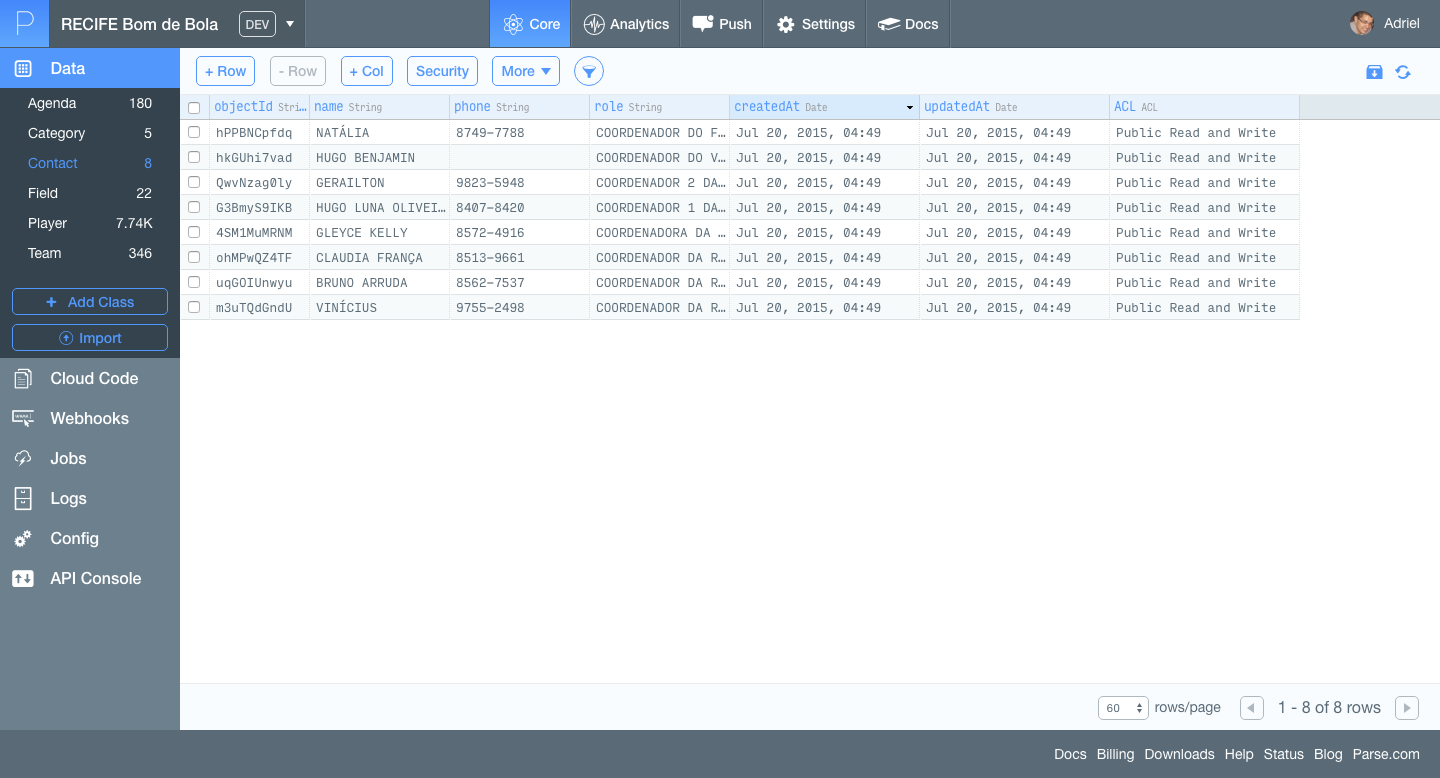 P RECIFE Bom de Bola DEV Core Analytics Push Settings Docs Adriel
Data
Agenda 180
Category 5
Contact 8
Field 22
Player 7.74K
Team 346
+ Add Class
Import
Cloud Code
Webhooks
Jobs
Logs
Config
API Console
+ Row - Row + Col Security More
objectId Stri… name String phone String role String createdAt Date updatedAt Date ACL ACL
hPPBNCpfdq NATÁLIA 8749-7788 COORDENADOR DO F… Jul 20, 2015, 04:49 Jul 20, 2015, 04:49 Public Read and Write
hkGUhi7vad HUGO BENJAMIN COORDENADOR DO V… Jul 20, 2015, 04:49 Jul 20, 2015, 04:49 Public Read and Write
QwvNzag0ly GERAILTON 9823-5948 COORDENADOR 2 DA… Jul 20, 2015, 04:49 Jul 20, 2015, 04:49 Public Read and Write
G3BmyS9IKB HUGO LUNA OLIVEI… 8407-8420 COORDENADOR 1 DA… Jul 20, 2015, 04:49 Jul 20, 2015, 04:49 Public Read and Write
4SM1MuMRNM GLEYCE KELLY 8572-4916 COORDENADORA DA … Jul 20, 2015, 04:49 Jul 20, 2015, 04:49 Public Read and Write
ohMPwQZ4TF CLAUDIA FRANÇA 8513-9661 COORDENADOR DA R… Jul 20, 2015, 04:49 Jul 20, 2015, 04:49 Public Read and Write
uqGOIUnwyu BRUNO ARRUDA 8562-7537 COORDENADOR DA R… Jul 20, 2015, 04:49 Jul 20, 2015, 04:49 Public Read and Write
m3uTQdGndU VINÍCIUS 9755-2498 COORDENADOR DA R… Jul 20, 2015, 04:49 Jul 20, 2015, 04:49 Public Read and Write
60 rows/page 1 - 8 of 8 rows
Docs Billing Downloads Help Status Blog Parse.com